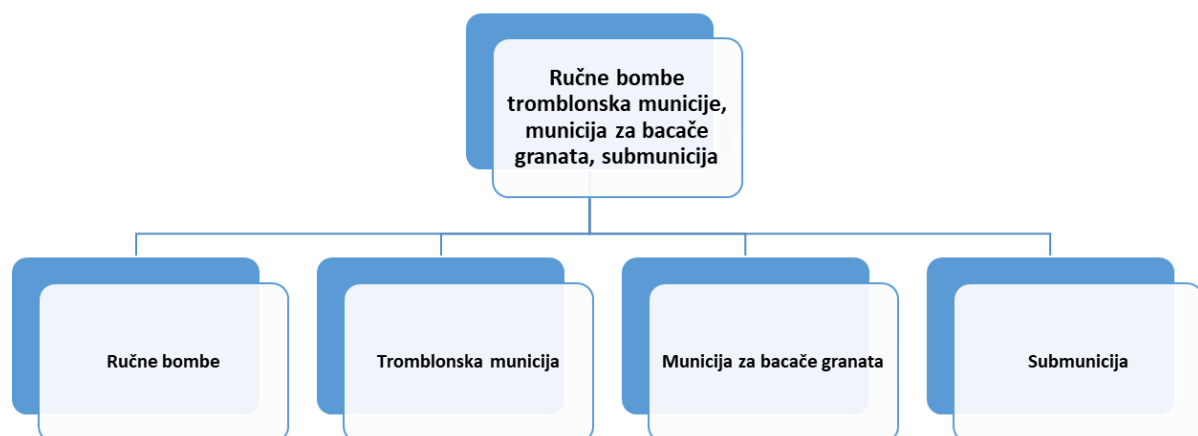 Ručne bombe
tromblonska municije,
municija za bacače
granata, submunicija
Ručne bombe
Tromblonska municija
Municija za bacače granata
Submunicija